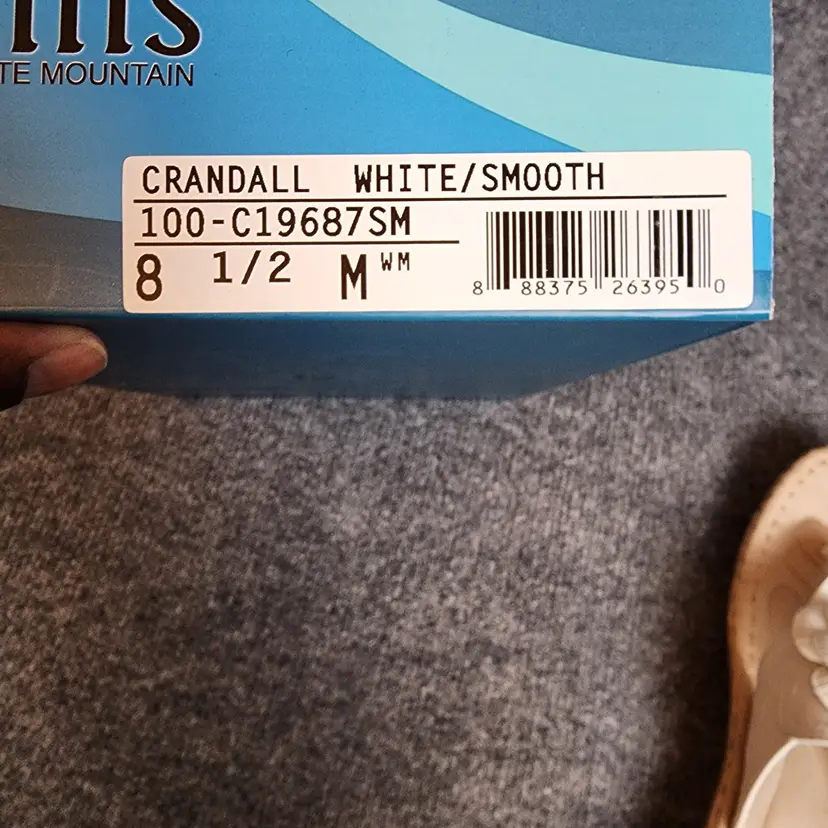 TE MOUNTAIN
CRANDALL WHITE/SMOOTH
100-C19687SM
8 1/2 M WM
8 88375 26395 0